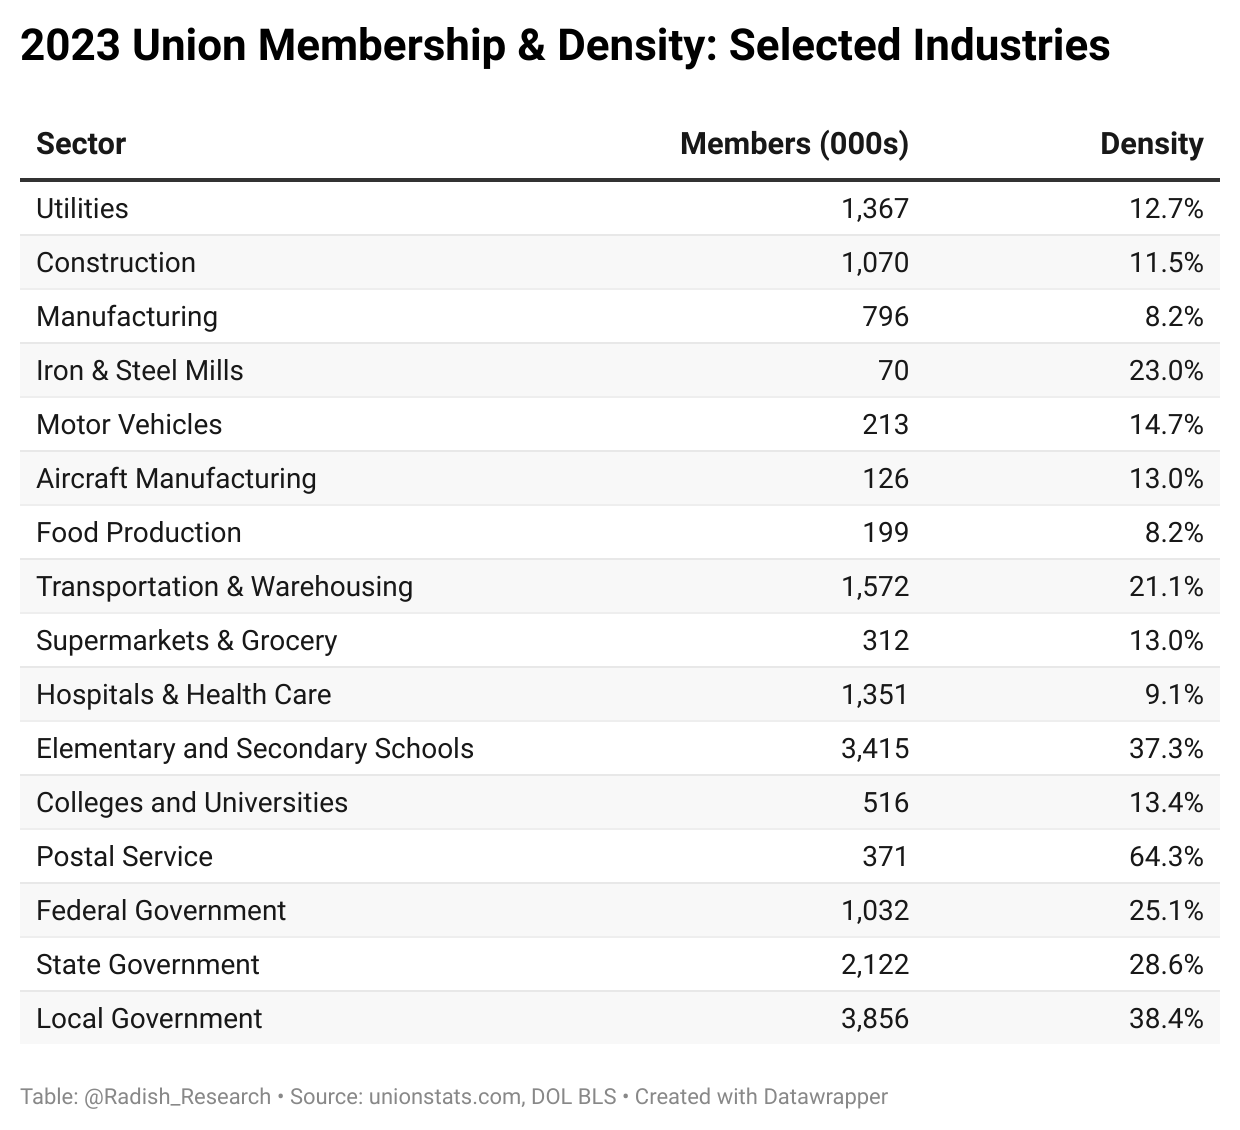 2023 Union Membership & Density: Selected Industries
Sector Members (000s) Density
Utilities 1,367 12.7%
Construction 1,070 11.5%
Manufacturing 796 8.2%
Iron & Steel Mills 70 23.0%
Motor Vehicles 213 14.7%
Aircraft Manufacturing 126 13.0%
Food Production 199 8.2%
Transportation & Warehousing 1,572 21.1%
Supermarkets & Grocery 312 13.0%
Hospitals & Health Care 1,351 9.1%
Elementary and Secondary Schools 3,415 37.3%
Colleges and Universities 516 13.4%
Postal Service 371 64.3%
Federal Government 1,032 25.1%
State Government 2,122 28.6%
Local Government 3,856 38.4%
Table: @Radish_Research • Source: unionstats.com, DOL BLS • Created with Datawrapper